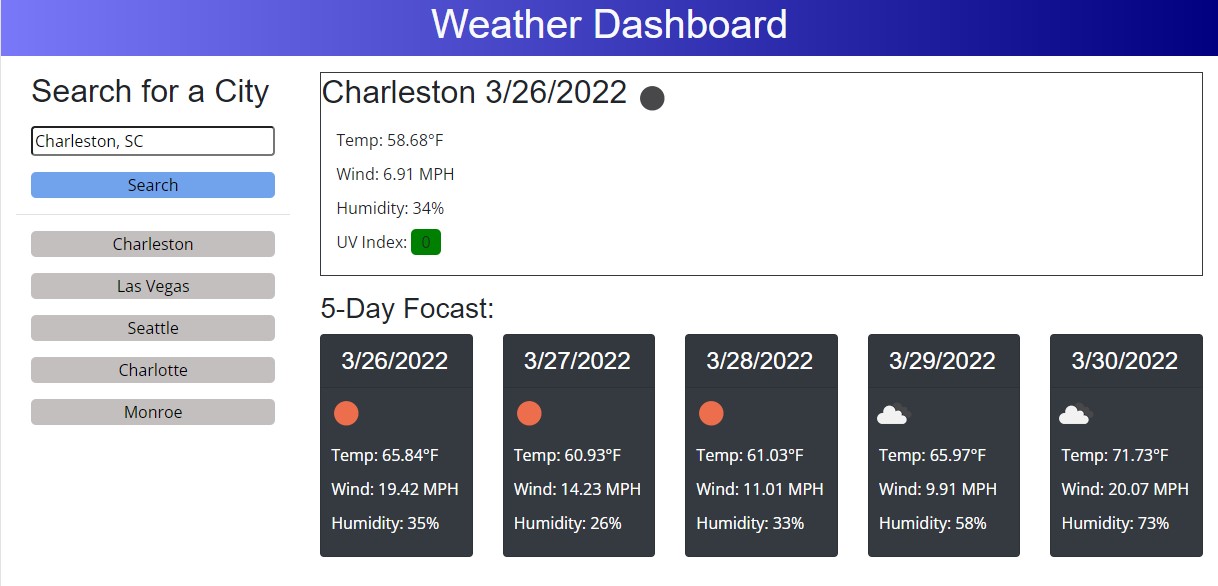 Weather Dashboard
Search for a City
Charleston, SC
Search
Charleston
Las Vegas
Seattle
Charlotte
Monroe
Charleston 3/26/2022
Temp: 58.68°F
Wind: 6.91 MPH
Humidity: 34%
UV Index: 0
5-Day Focast:
3/26/2022
Temp: 65.84°F
Wind: 19.42 MPH
Humidity: 35%
3/27/2022
Temp: 60.93°F
Wind: 14.23 MPH
Humidity: 26%
3/28/2022
Temp: 61.03°F
Wind: 11.01 MPH
Humidity: 33%
3/29/2022
Temp: 65.97°F
Wind: 9.91 MPH
Humidity: 58%
3/30/2022
Temp: 71.73°F
Wind: 20.07 MPH
Humidity: 73%